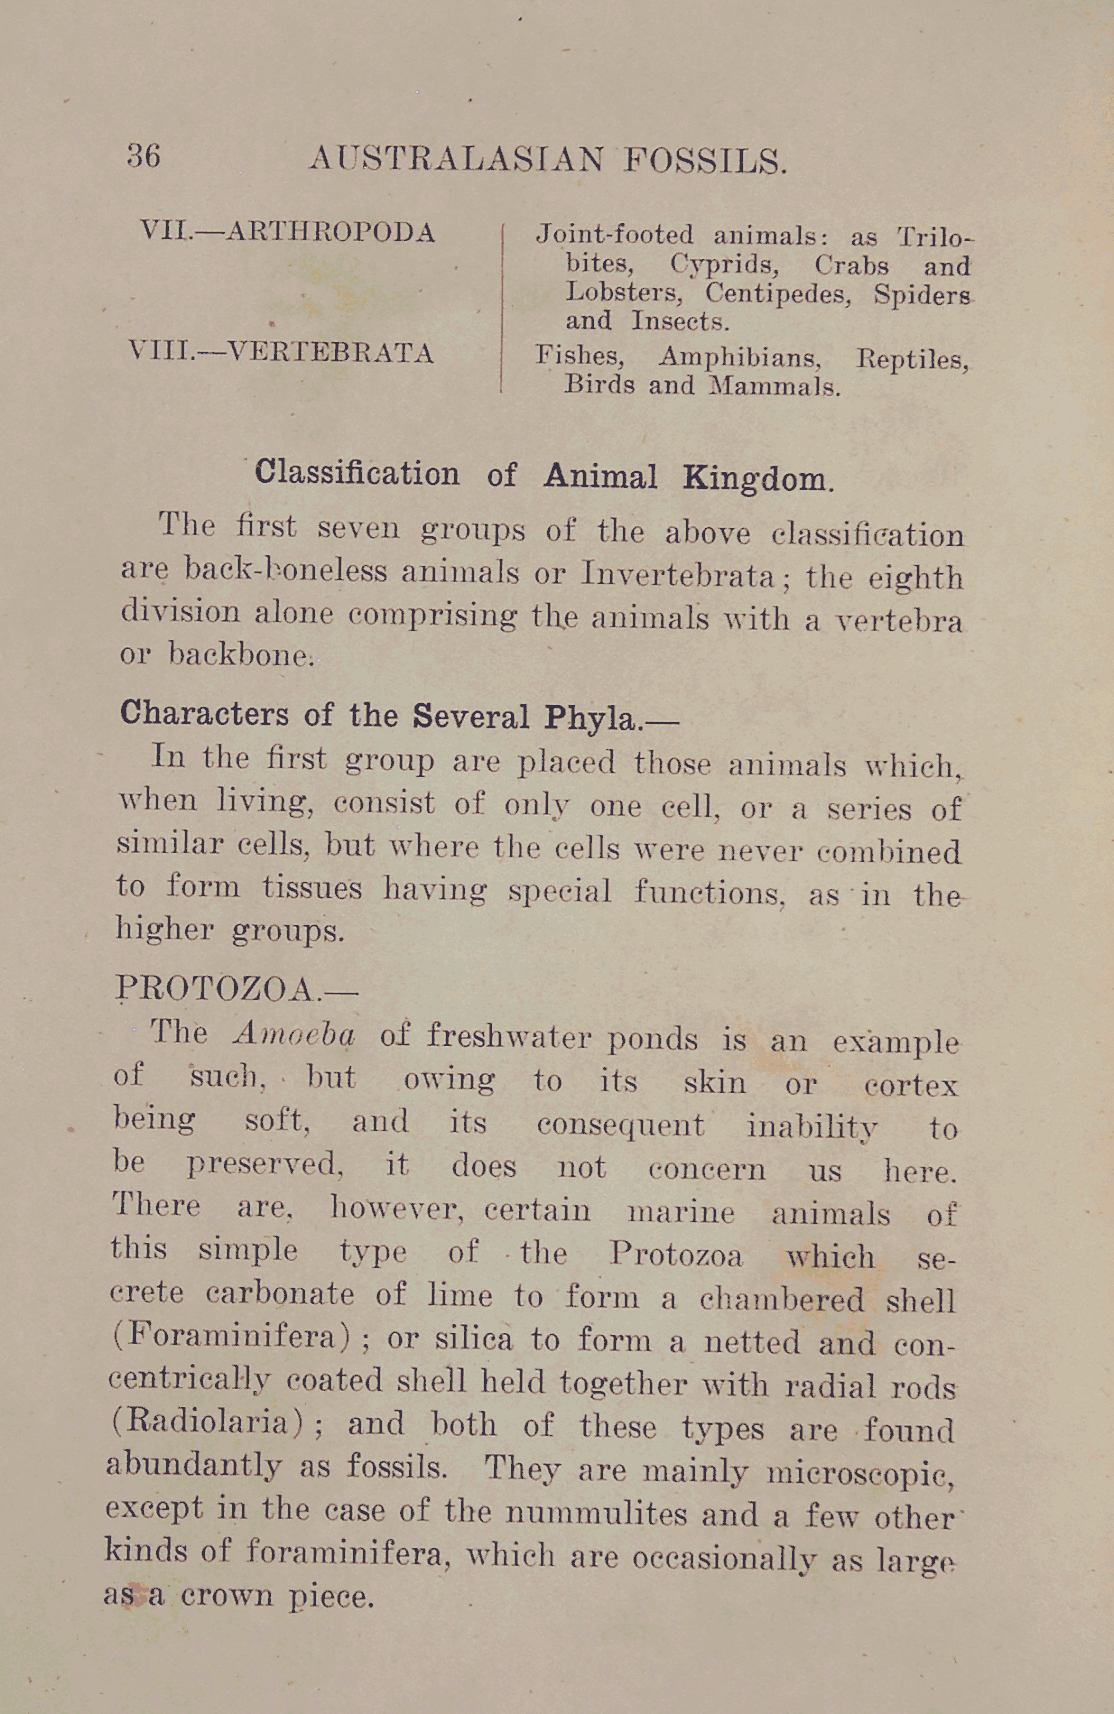 36 AUSTRALASIAN FOSSILS.
VII.—ARTHROPODA Joint-footed animals: as Trilo-
bites, Cyprids, Crabs and
Lobsters, Centipedes, Spiders
and Insects.
VIII.—VERTEBRATA Fishes, Amphibians, Reptiles,
Birds and Mammals.
Classification of Animal Kingdom.
The first seven groups of the above classification
are back-boneless animals or Invertebrata; the eighth
division alone comprising the animals with a vertebra
or backbone.
Characters of the Several Phyla.—
In the first group are placed those animals which,
when living, consist of only one cell, or a series of
similar cells, but where the cells were never combined
to form tissues having special functions, as in the
higher groups.
PROTOZOA.—
The Amoeba of freshwater ponds is an example
of such, but owing to its skin or cortex
being soft, and its consequent inability to
be preserved, it does not concern us here.
There are, however, certain marine animals of
this simple type of the Protozoa which se-
crete carbonate of lime to form a chambered shell
(Foraminifera); or silica to form a netted and con-
centrically coated shell held together with radial rods
(Radiolaria); and both of these types are found
abundantly as fossils. They are mainly microscopic,
except in the case of the nummulites and a few other
kinds of foraminifera, which are occasionally as large
as a crown piece.